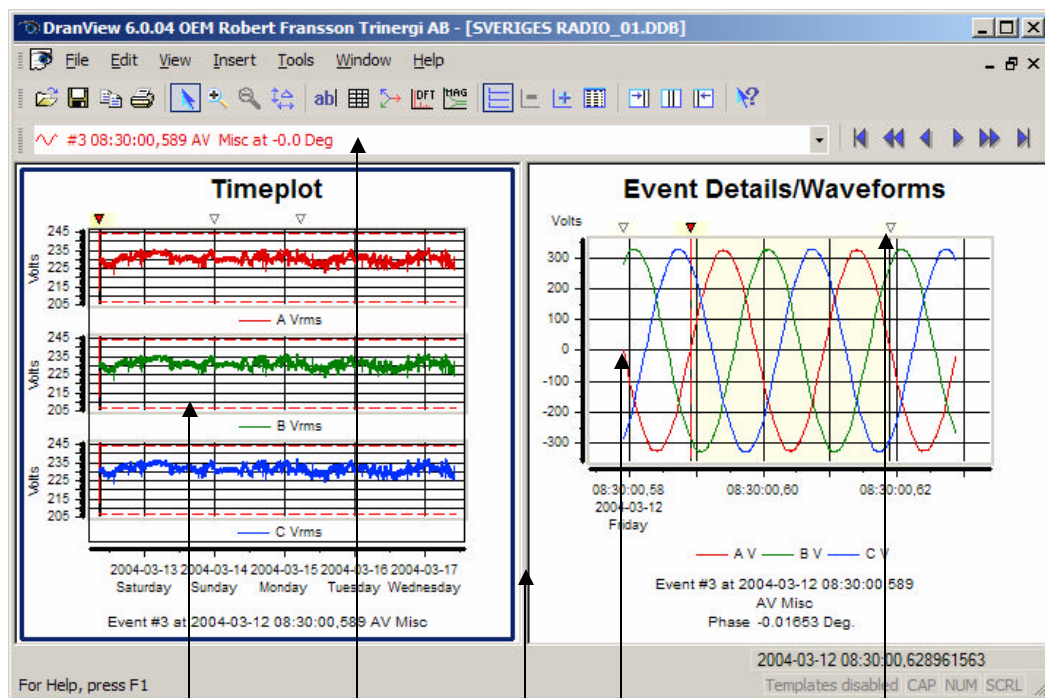 DranView 6.0.04 OEM Robert Fransson Trinergi AB - [SVERIGES RADIO_01.DDB]
File Edit View Insert Tools Window Help
ab DFT MAG
#3 08:30:00,589 AV Misc at -0.0 Deg
Timeplot
245
235
225
215
205
Volts
A Vrms
245
235
225
215
205
Volts
B Vrms
245
235
225
215
205
Volts
C Vrms
2004-03-13 2004-03-14 2004-03-15 2004-03-16 2004-03-17
Saturday Sunday Monday Tuesday Wednesday
Event #3 at 2004-03-12 08:30:00,589 AV Misc
Event Details/Waveforms
Volts
300
200
100
0
-100
-200
-300
08:30:00,58 08:30:00,60 08:30:00,62
2004-03-12
Friday
A V B V C V
Event #3 at 2004-03-12 08:30:00,589
AV Misc
Phase -0.01653 Deg.
2004-03-12 08:30:00,628961563
For Help, press F1
Templates disabled CAP NUM SCRL